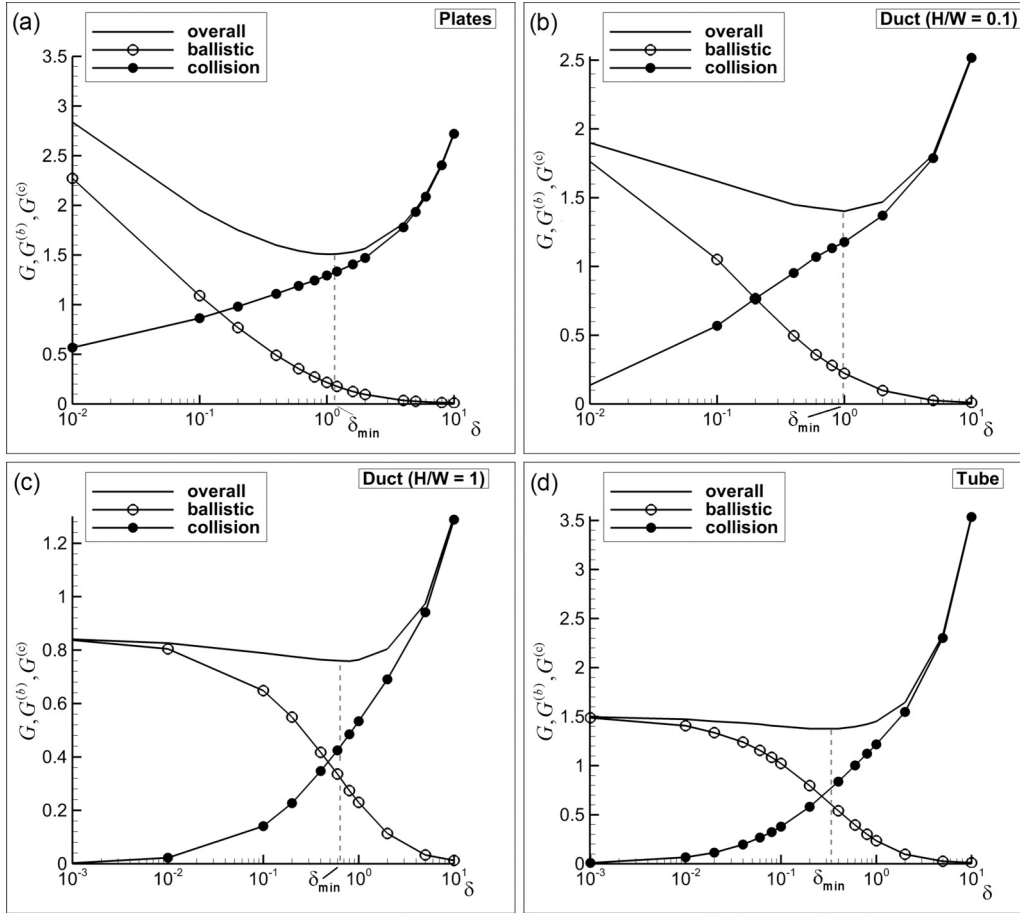 (a)
Plates
overall
ballistic
collision
3.5
3
2.5
2
1.5
1
0.5
0
G, G^(b), G^(c)
10^-2
10^-1
10^0
10^1
δ_min
δ
(b)
Duct (H/W = 0.1)
overall
ballistic
collision
2.5
2
1.5
1
0.5
0
G, G^(b), G^(c)
10^-2
10^-1
10^0
10^1
δ_min
δ
(c)
Duct (H/W = 1)
overall
ballistic
collision
1.2
1
0.8
0.6
0.4
0.2
0
G, G^(b), G^(c)
10^-3
10^-1
10^0
10^1
δ_min
δ
(d)
Tube
overall
ballistic
collision
3.5
3
2.5
2
1.5
1
0.5
0
G, G^(b), G^(c)
10^-3
10^-2
10^-1
10^0
10^1
δ_min
δ